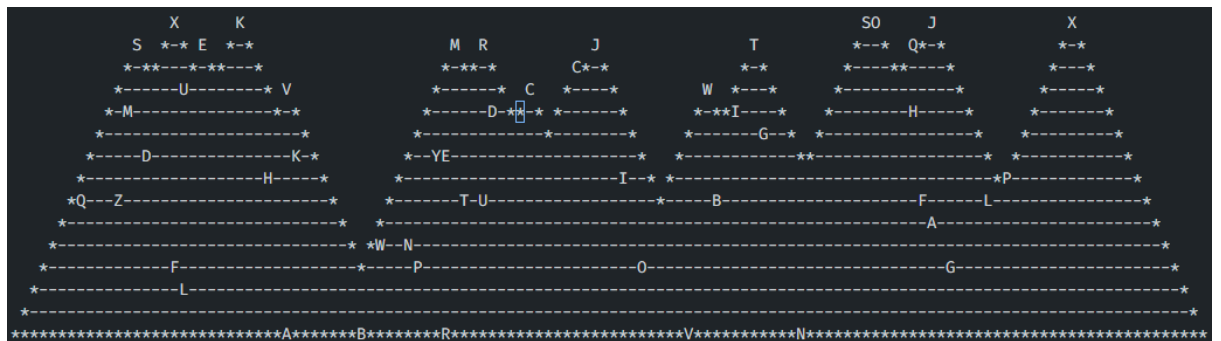 X      K                                                                  SO     J              X
             S  *-* E  *-*                     M  R           J                T          *--*  Q*-*            *-*
            *-**---*-**---*                   *-**-*        C*-*              *-*        *----**----*          *----*
           *------U--------* V               *------*  C   *-----*        W  *---*      *-----------*         *-----*
          *-M---------------*-*             *------D-**-* *------*       *-**I----*    *--------H-----*       *-------*
         *---------------------*           *-------------*--------*     *-------G--*  *-----------------*   *---------*
        *-----D---------------K-*         *--YE--------------------*   *------------**------------------*  *-----------*
       *-------------------H-----*       *-----------------------I--* *----------------------------------*P-------------*
      *Q---Z----------------------*     *-------T-U------------------*-----B---------------------F------L----------------*
     *-----------------------------*   *----------------------------------------------------------A-----------------------*
    *-------------------------------* *W--N--------------------------------------------------------------------------------*
   *-------------F-------------------*-----P-----------------------O--------------------------------G-----------------------*
  *---------------L----------------------------------------------------------------------------------------------------------*
 *----------------------------------------------------------------------------------------------------------------------------*
*****************************A*******B********R*************************V***********N*******************************************